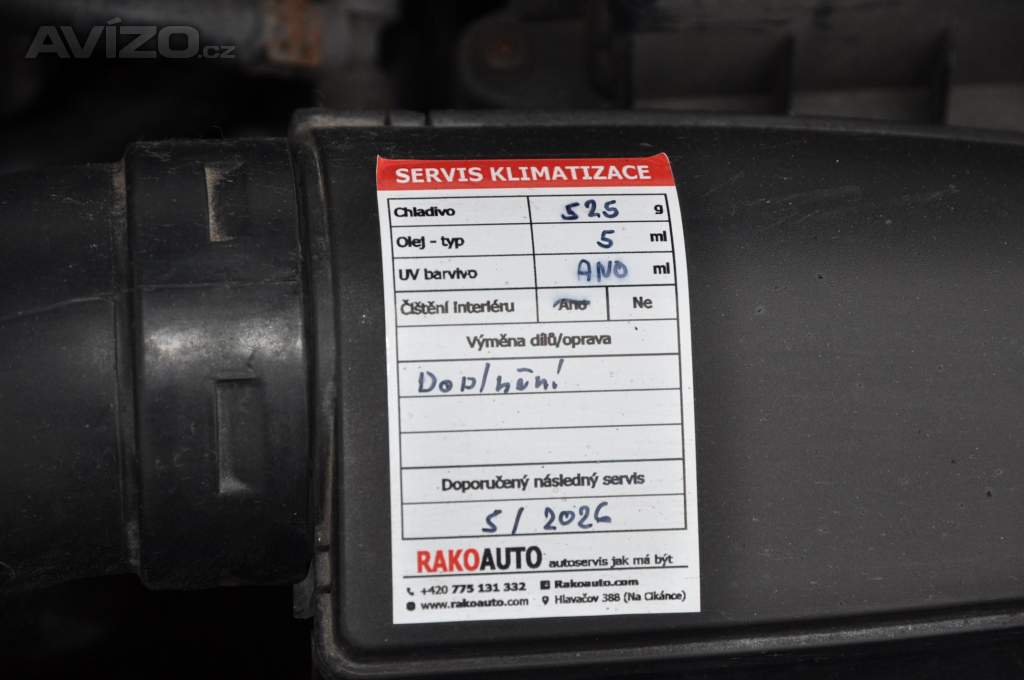 AVÍZO.cz
SERVIS KLIMATIZACE
Chladivo 525 g
Olej - typ 5 ml
UV barvivo ANO ml
Čištění interiéru Ano Ne
Výměna dílů/oprava
Doplnění
Doporučený následný servis
5/2026
RAKOAUTO autoservis jak má být
+420 775 131 332 Rakoauto.com
www.rakoauto.com Hlavačov 388 (Na Cikánce)